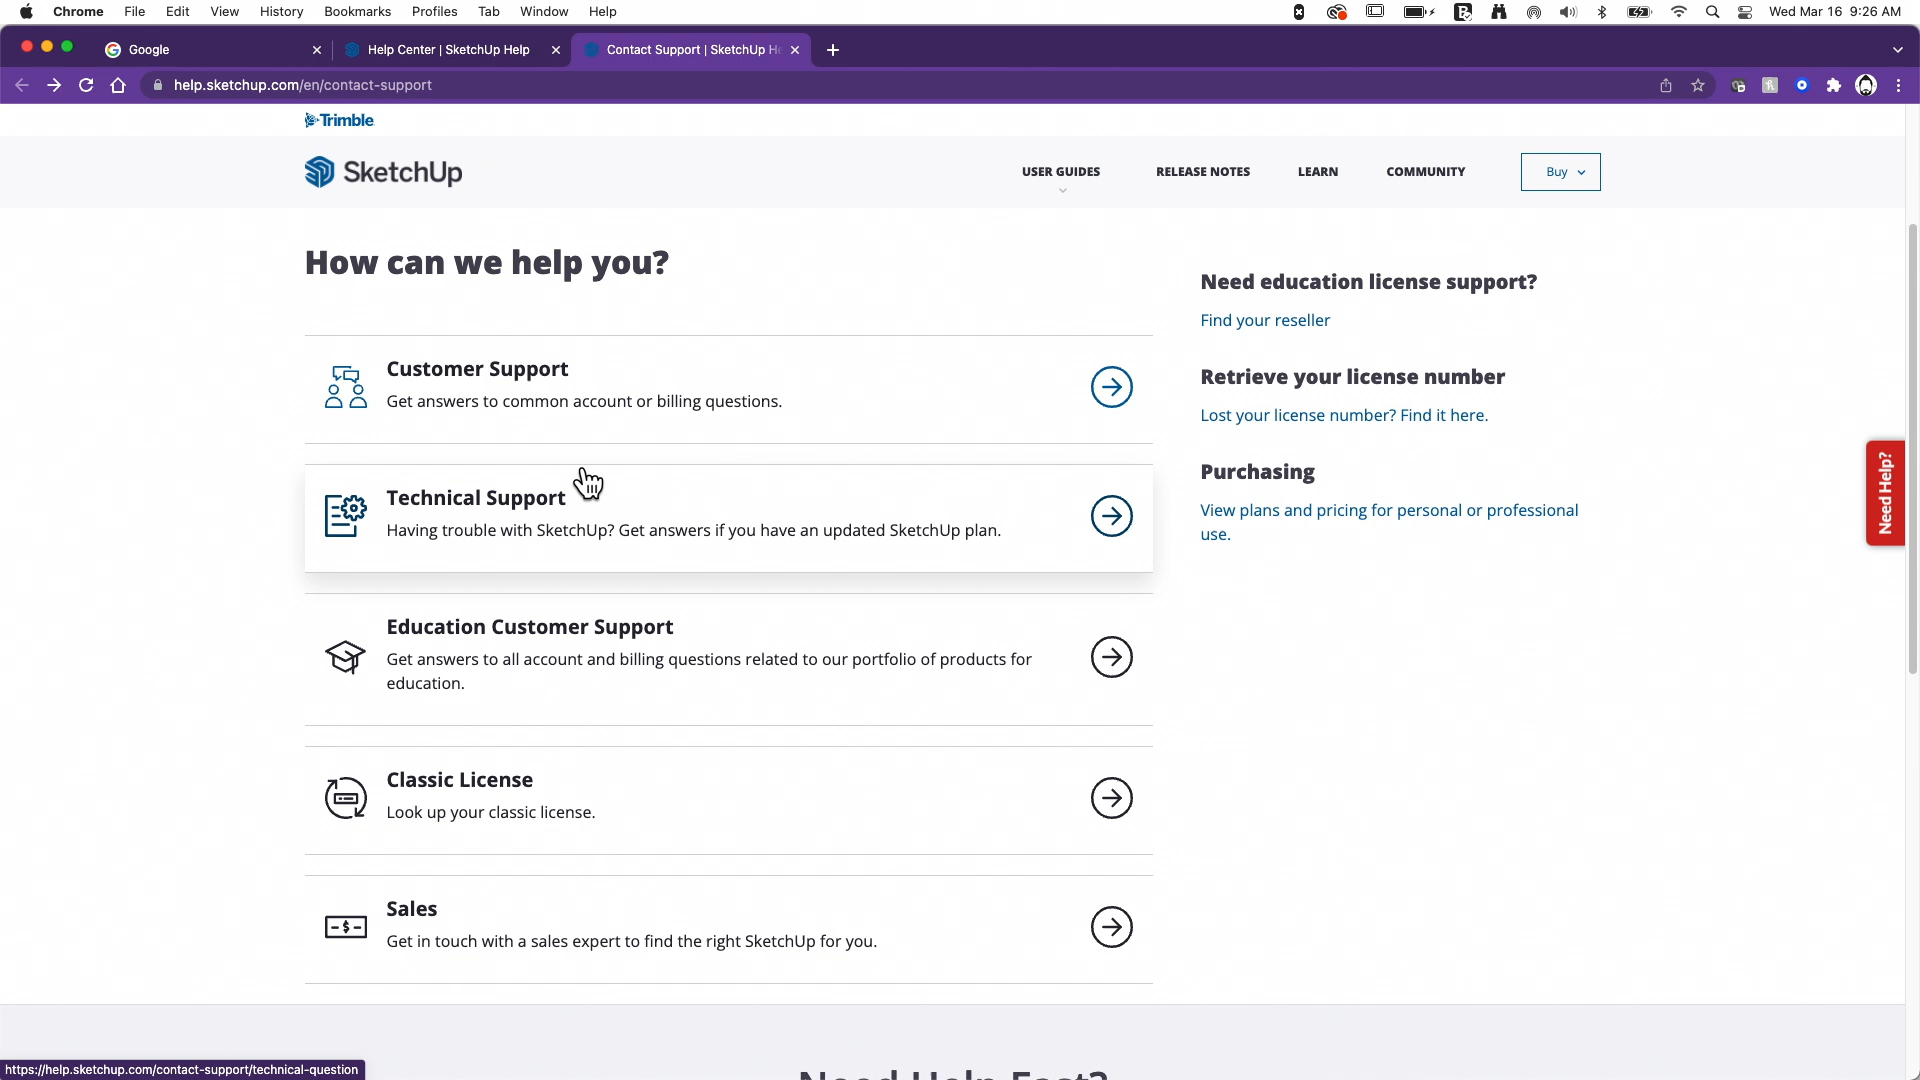 Chrome File Edit View History Bookmarks Profiles Tab Window Help Wed Mar 16 9:26 AM
Google Help Center | SketchUp Help Contact Support | SketchUp He
help.sketchup.com/en/contact-support
Trimble
SketchUp USER GUIDES RELEASE NOTES LEARN COMMUNITY Buy
How can we help you?
Customer Support
Get answers to common account or billing questions.
Technical Support
Having trouble with SketchUp? Get answers if you have an updated SketchUp plan.
Education Customer Support
Get answers to all account and billing questions related to our portfolio of products for
education.
Classic License
Look up your classic license.
Sales
Get in touch with a sales expert to find the right SketchUp for you.
Need education license support?
Find your reseller
Retrieve your license number
Lost your license number? Find it here.
Purchasing
View plans and pricing for personal or professional
use.
Need Help?
Need Help Fast?
https://help.sketchup.com/contact-support/technical-question